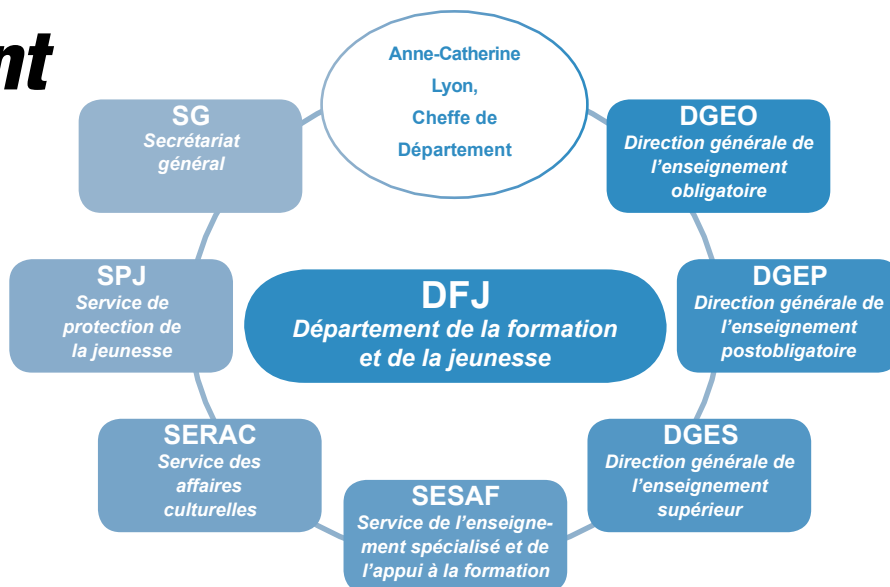 nt
Anne-Catherine
Lyon,
Cheffe de
Département
SG
Secrétariat
général
DGEO
Direction générale de
l’enseignement
obligatoire
SPJ
Service de
protection de
la jeunesse
DFJ
Département de la formation
et de la jeunesse
DGEP
Direction générale de
l’enseignement
postobligatoire
SERAC
Service des
affaires
culturelles
SESAF
Service de l’enseigne-
ment spécialisé et de
l’appui à la formation
DGES
Direction générale de
l’enseignement
supérieur